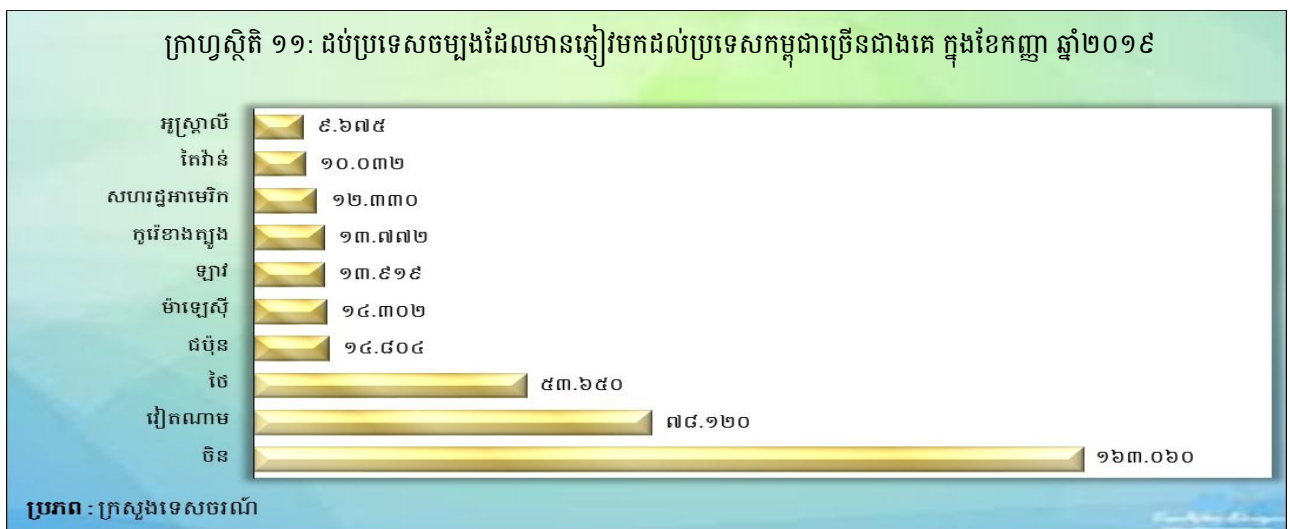 ក្រាហ្វស្ថិតិ ១១: ដប់ប្រទេសចម្បងដែលមានភ្ញៀវមកដល់ប្រទេសកម្ពុជាច្រើនជាងគេ ក្នុងខែកញ្ញា ឆ្នាំ២០១៩
អូស្ត្រាលី ៩.៦៧៥
តៃវ៉ាន់ ១០.០៣២
សហរដ្ឋអាមេរិក ១២.៣៣០
កូរ៉េខាងត្បូង ១៣.៧៧២
ឡាវ ១៣.៩១៩
ម៉ាឡេស៊ី ១៤.៣០២
ជប៉ុន ១៤.៨០៤
ថៃ ៥៣.៦៥០
វៀតណាម ៧៨.១២០
ចិន ១៦៣.០៦០
ប្រភព : ក្រសួងទេសចរណ៍